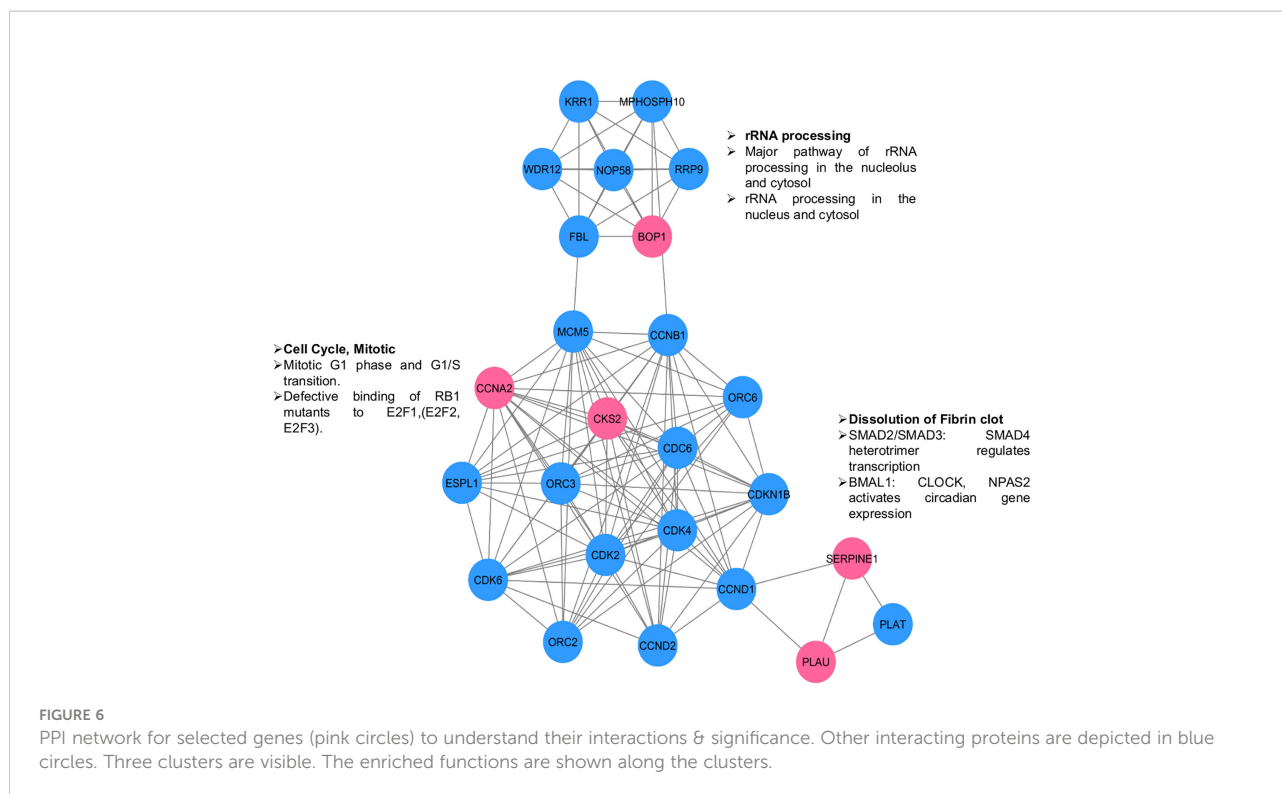 KRR1
MPHOSPH10
WDR12
NOP58
RRP9
FBL
BOP1
➢ rRNA processing
➢ Major pathway of rRNA
processing in the nucleolus
and cytosol
➢ rRNA processing in the
nucleus and cytosol
MCM5
CCNB1
➢Cell Cycle, Mitotic
➢Mitotic G1 phase and G1/S
transition.
➢Defective binding of RB1
mutants to E2F1,(E2F2,
E2F3).
CCNA2
CKS2
ORC6
CDC6
ESPL1
ORC3
CDKN1B
CDK4
CDK2
CDK6
CCND1
ORC2
CCND2
➢Dissolution of Fibrin clot
➢SMAD2/SMAD3: SMAD4
heterotrimer regulates
transcription
➢BMAL1: CLOCK, NPAS2
activates circadian gene
expression
SERPINE1
PLAT
PLAU
FIGURE 6
PPI network for selected genes (pink circles) to understand their interactions & significance. Other interacting proteins are depicted in blue
circles. Three clusters are visible. The enriched functions are shown along the clusters.